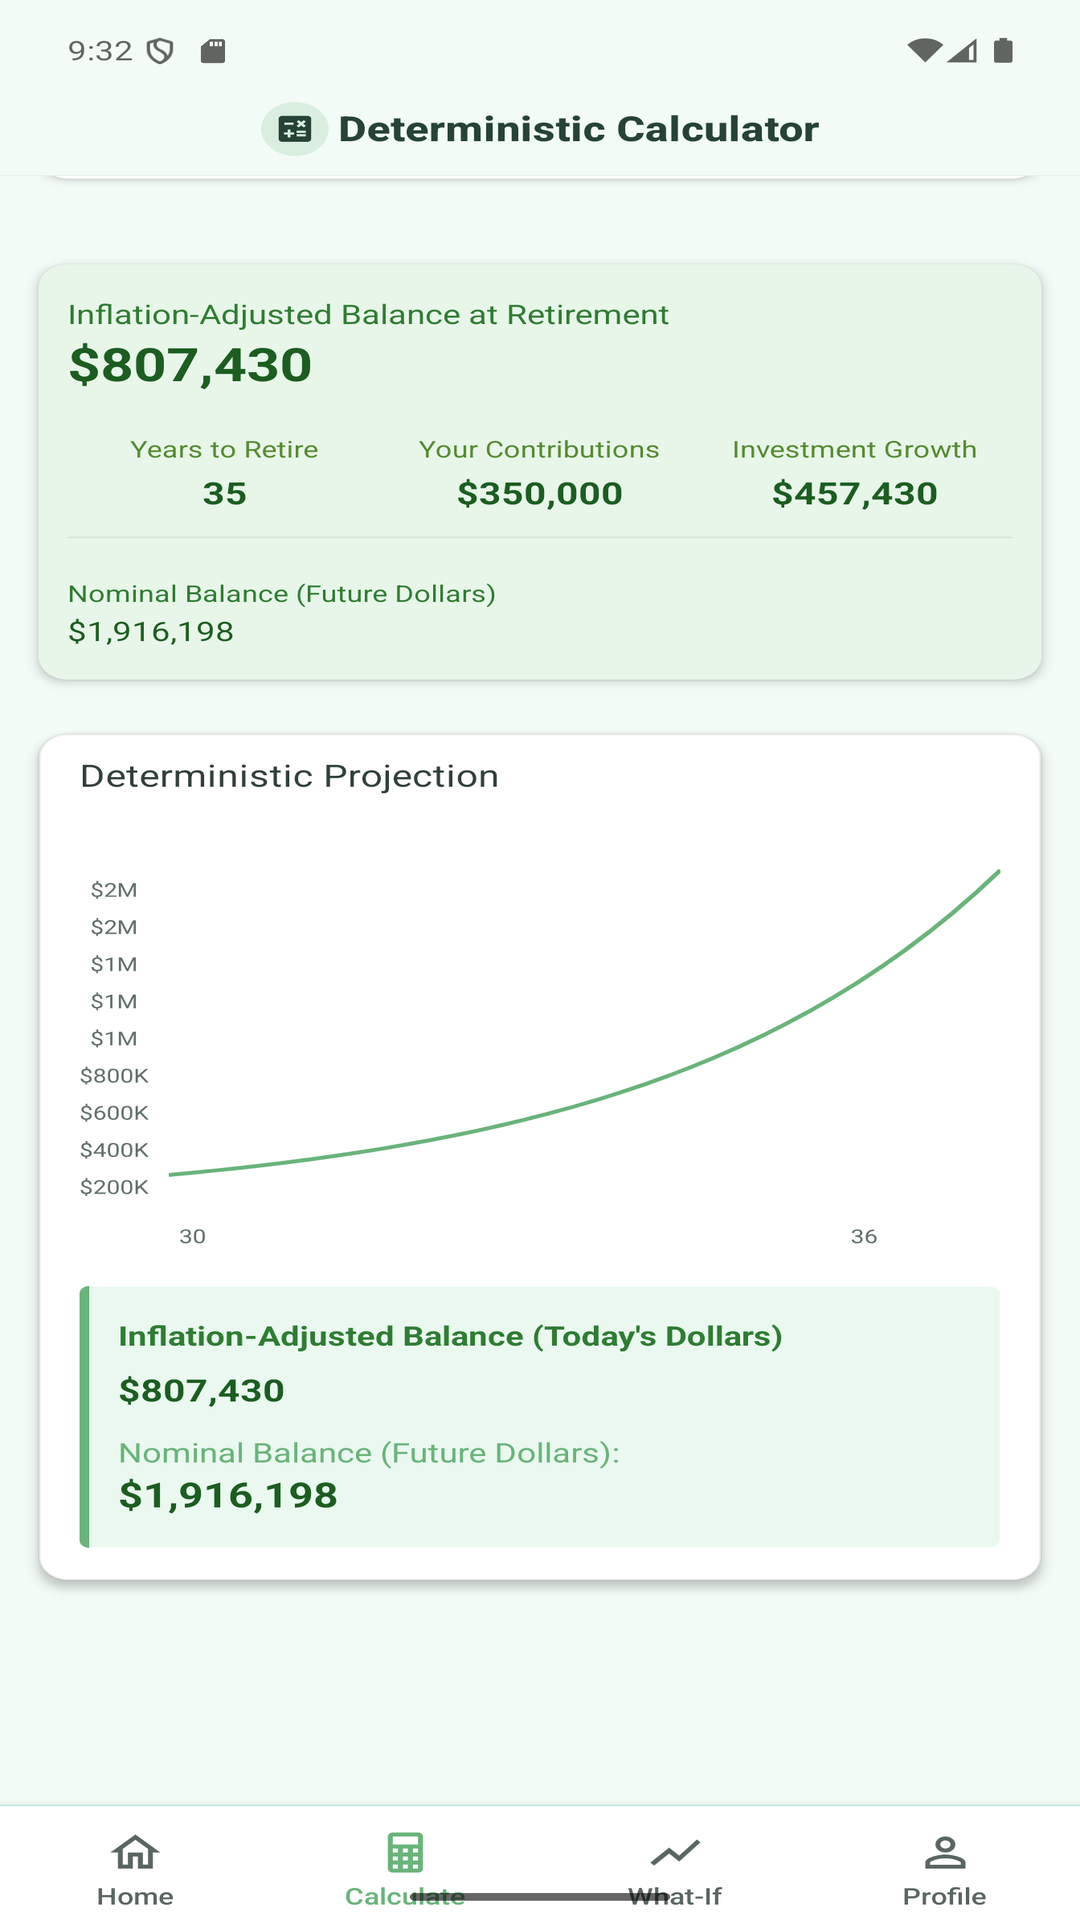 9:32
Deterministic Calculator
Inflation-Adjusted Balance at Retirement
$807,430
Years to Retire
35
Your Contributions
$350,000
Investment Growth
$457,430
Nominal Balance (Future Dollars)
$1,916,198
Deterministic Projection
$2M
$2M
$1M
$1M
$1M
$800K
$600K
$400K
$200K
30 36
Inflation-Adjusted Balance (Today's Dollars)
$807,430
Nominal Balance (Future Dollars):
$1,916,198
Home Calculate What-If Profile